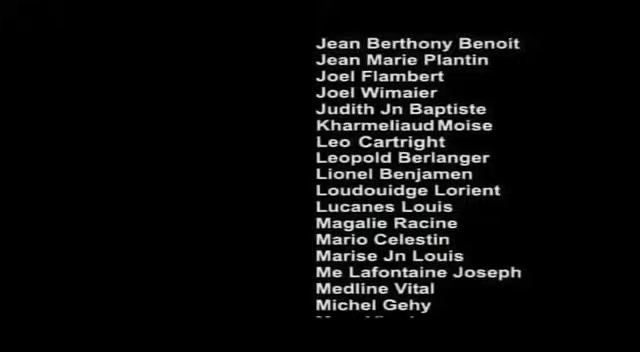 Jean Berthony Benoit
Jean Marie Plantin
Joel Flambert
Joel Wimaier
Judith Jn Baptiste
Kharmeliaud Moise
Leo Cartright
Leopold Berlanger
Lionel Benjamen
Loudouidge Lorient
Lucanes Louis
Magalie Racine
Mario Celestin
Marise Jn Louis
Me Lafontaine Joseph
Medline Vital
Michel Gehy